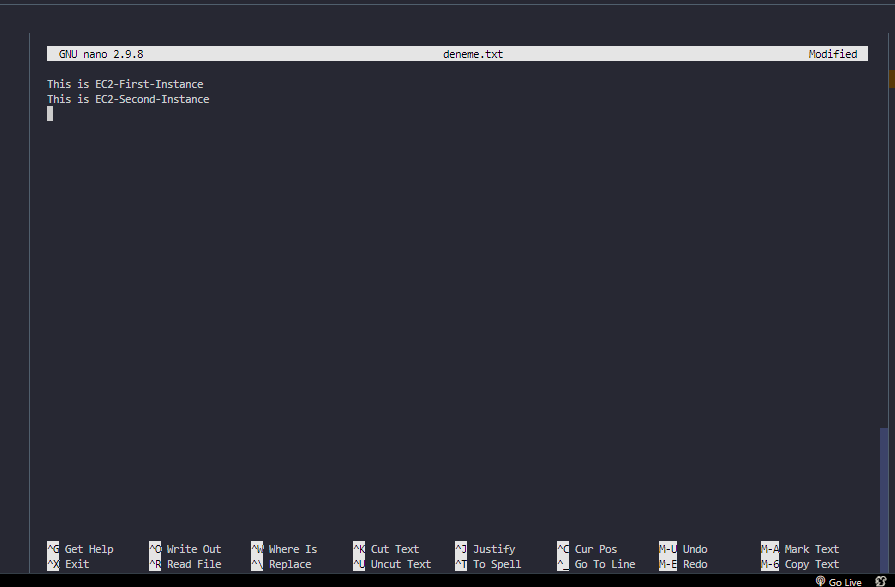 GNU nano 2.9.8 deneme.txt Modified
This is EC2-First-Instance
This is EC2-Second-Instance
^G Get Help ^O Write Out ^W Where Is ^K Cut Text ^J Justify ^C Cur Pos M-U Undo M-A Mark Text
^X Exit ^R Read File ^\ Replace ^U Uncut Text ^T To Spell ^_ Go To Line M-E Redo M-6 Copy Text
Go Live